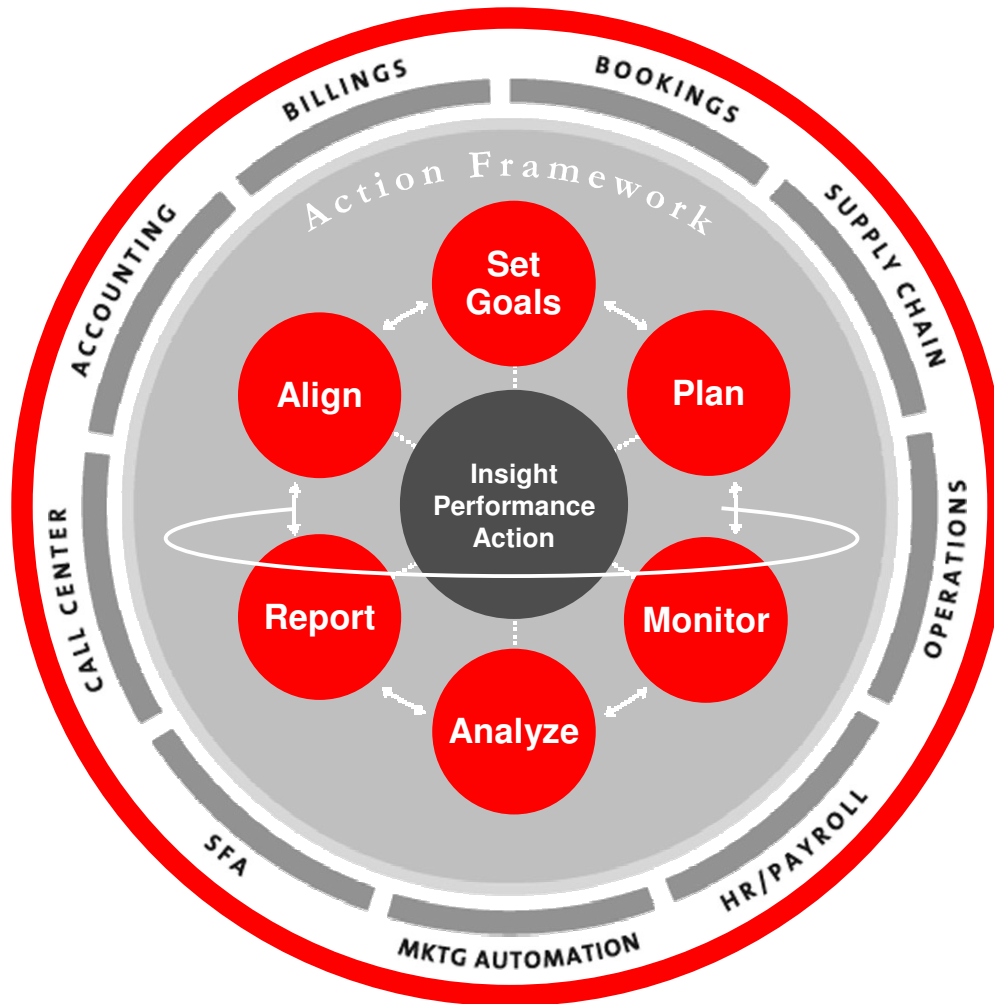 BILLINGS
BOOKINGS
SUPPLY CHAIN
OPERATIONS
HR/PAYROLL
MKTG AUTOMATION
SFA
CALL CENTER
ACCOUNTING
Action Framework
Set
Goals
Plan
Monitor
Analyze
Report
Align
Insight
Performance
Action